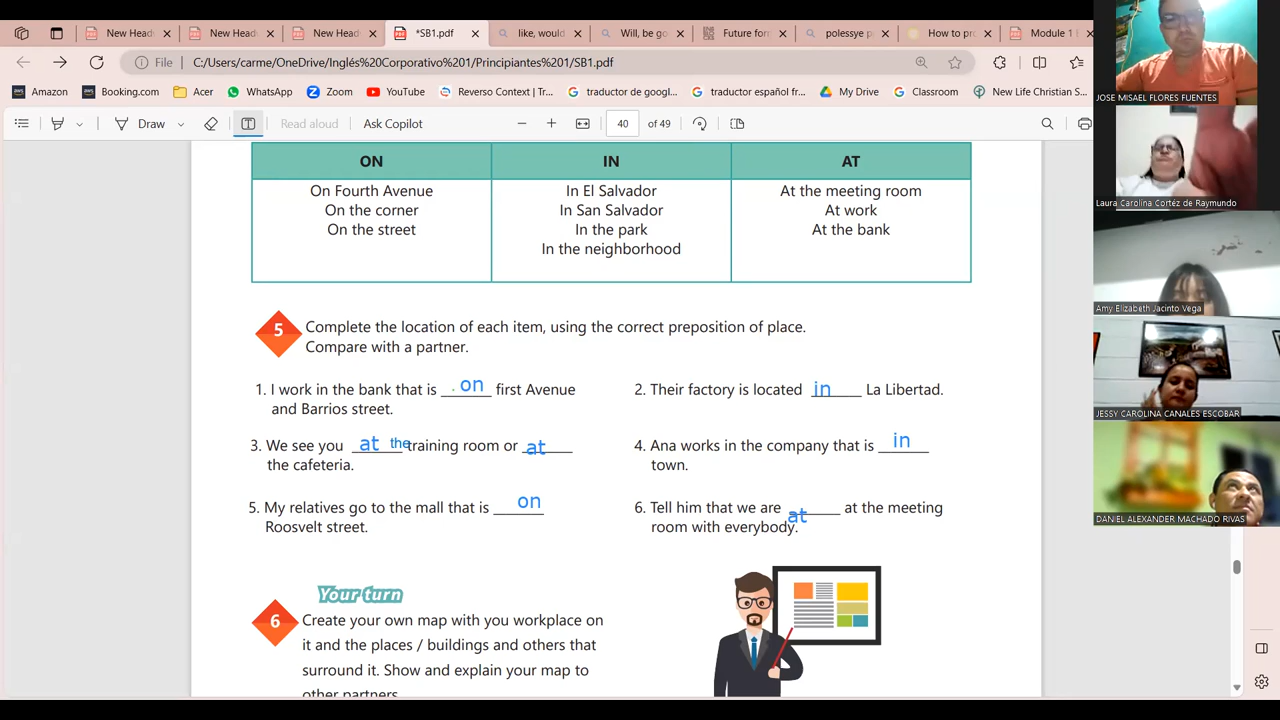 New Head
New Head
New Head
*SB1.pdf
like, would
Will, be go
Future for
polessye p
How to pro
Module 1
File
C:/Users/carme/OneDrive/Inglés%20Corporativo%201/Principiantes%201/SB1.pdf
Amazon
Booking.com
Acer
WhatsApp
Zoom
YouTube
Reverso Context | Tr
traductor de googl...
traductor español fr...
My Drive
Classroom
New Life Christian S...
Draw
Read aloud
Ask Copilot
40
of 49
ON IN AT
On Fourth Avenue In El Salvador At the meeting room
On the corner In San Salvador At work
On the street In the park At the bank
In the neighborhood
5 Complete the location of each item, using the correct preposition of place.
Compare with a partner.
1. I work in the bank that is . on first Avenue
and Barrios street.
2. Their factory is located in La Libertad.
3. We see you at the training room or at
the cafeteria.
4. Ana works in the company that is in
town.
5. My relatives go to the mall that is on
Roosvelt street.
6. Tell him that we are at at the meeting
room with everybody.
Your turn
6 Create your own map with you workplace on
it and the places / buildings and others that
surround it. Show and explain your map to
other partners.
JOSE MISAEL FLORES FUENTES
Laura Carolina Cortéz de Raymundo
Amy Elizabeth Jacinto Vega
JESSY CAROLINA CANALES ESCOBAR
DANIEL ALEXANDER MACHADO RIVAS